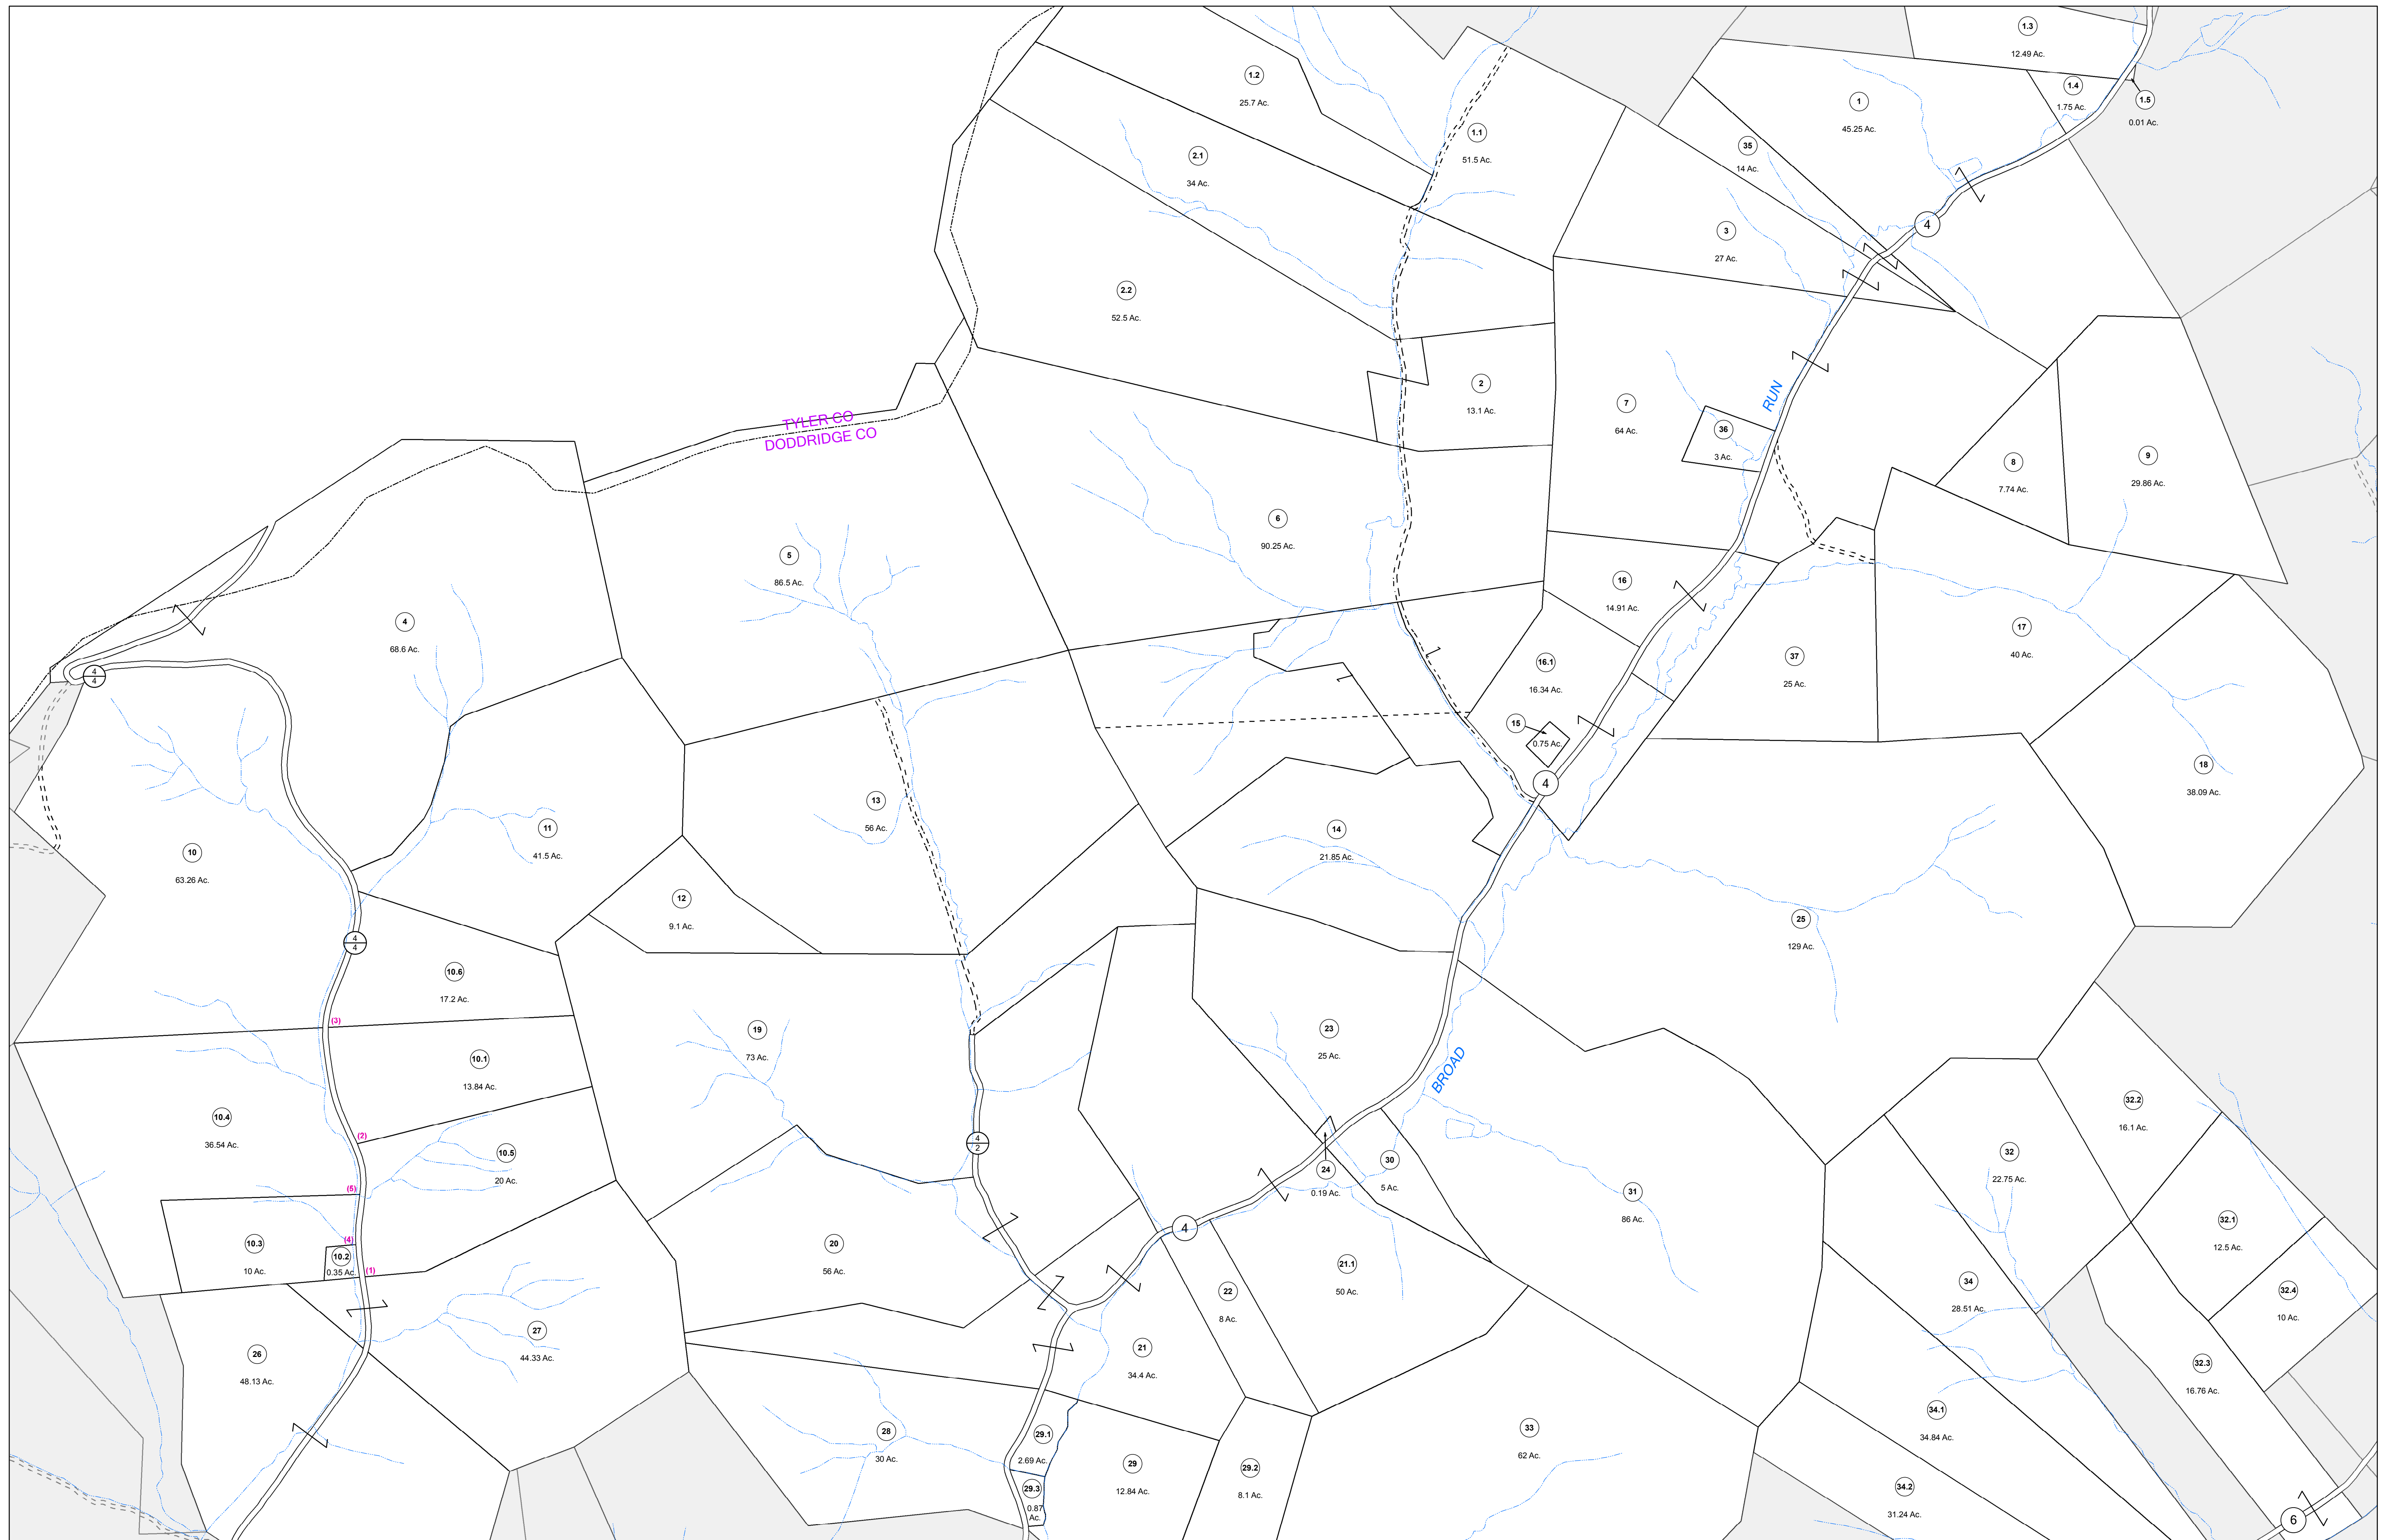 1.3
12.49 Ac.
1.2
25.7 Ac.
1
45.25 Ac.
1.4
1.75 Ac.
1.5
0.01 Ac.
1.1
51.5 Ac.
35
14 Ac.
2.1
34 Ac.
3
27 Ac.
4
2.2
52.5 Ac.
2
13.1 Ac.
7
64 Ac.
RUN
36
3 Ac.
TYLER CO
DODDRIDGE CO
8
7.74 Ac.
9
29.86 Ac.
6
90.25 Ac.
5
86.5 Ac.
16
14.91 Ac.
4
68.6 Ac.
17
40 Ac.
37
25 Ac.
16.1
16.34 Ac.
4
4
15
0.75 Ac.
4
18
38.09 Ac.
13
56 Ac.
11
41.5 Ac.
14
21.85 Ac.
10
63.26 Ac.
12
9.1 Ac.
25
129 Ac.
4
4
10.6
17.2 Ac.
(3)
19
73 Ac.
23
25 Ac.
10.1
13.84 Ac.
BROAD
10.4
36.54 Ac.
(2)
10.5
20 Ac.
4
2
32.2
16.1 Ac.
32
22.75 Ac.
24
0.19 Ac.
30
5 Ac.
31
86 Ac.
(5)
4
32.1
12.5 Ac.
10.3
10 Ac.
(4)
10.2
0.35 Ac.
(1)
20
56 Ac.
21.1
50 Ac.
34
28.51 Ac.
32.4
10 Ac.
22
8 Ac.
27
44.33 Ac.
26
48.13 Ac.
21
34.4 Ac.
32.3
16.76 Ac.
34.1
34.84 Ac.
28
30 Ac.
29.1
2.69 Ac.
33
62 Ac.
29
12.84 Ac.
29.2
8.1 Ac.
29.3
0.87
Ac.
34.2
31.24 Ac.
6